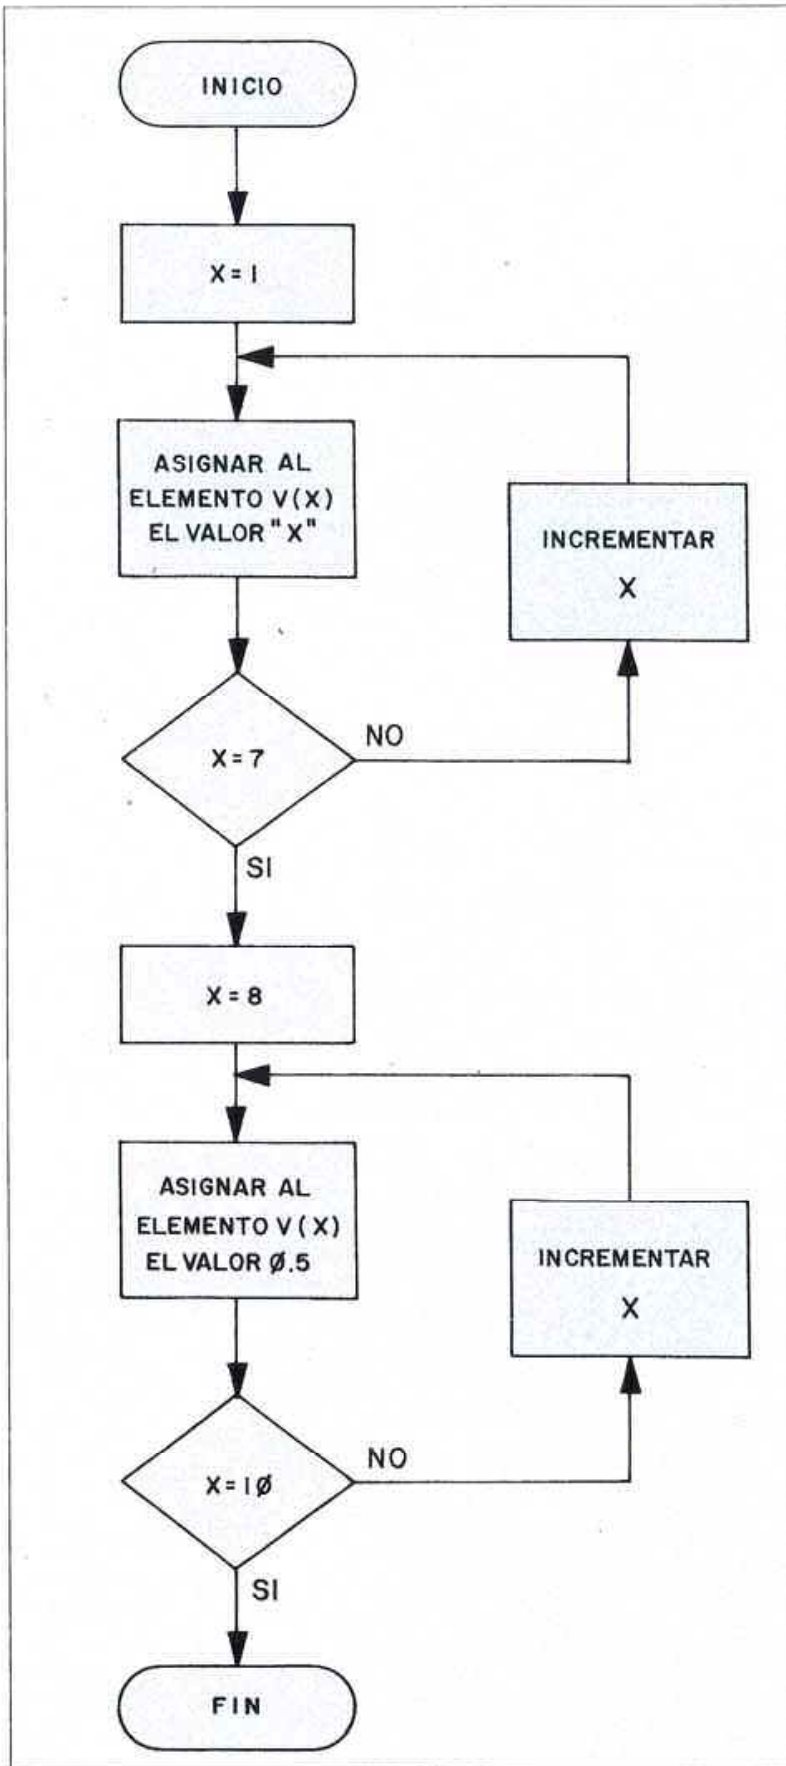 INICIO
X = 1
ASIGNAR AL
ELEMENTO V(X)
EL VALOR "X"
INCREMENTAR
X
X = 7
NO
SI
X = 8
ASIGNAR AL
ELEMENTO V(X)
EL VALOR Ø.5
INCREMENTAR
X
X = 1Ø
NO
SI
FIN